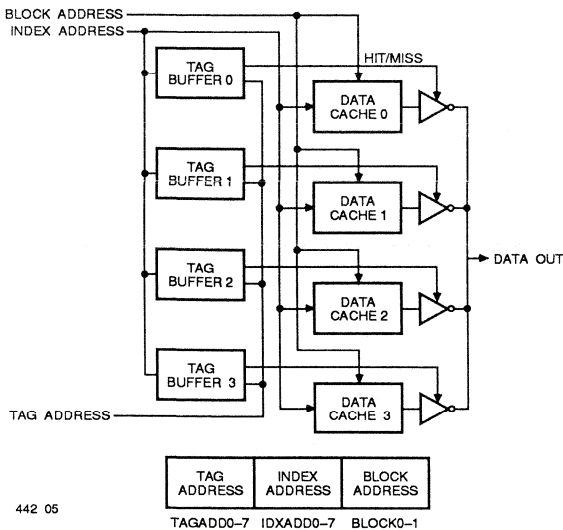 BLOCK ADDRESS
INDEX ADDRESS
HIT/MISS
TAG
BUFFER 0
DATA
CACHE 0
TAG
BUFFER 1
DATA
CACHE 1
DATA OUT
TAG
BUFFER 2
DATA
CACHE 2
TAG
BUFFER 3
DATA
CACHE 3
TAG ADDRESS
TAG
ADDRESS
INDEX
ADDRESS
BLOCK
ADDRESS
442 05
TAGADD0-7 IDXADD0-7 BLOCK0-1